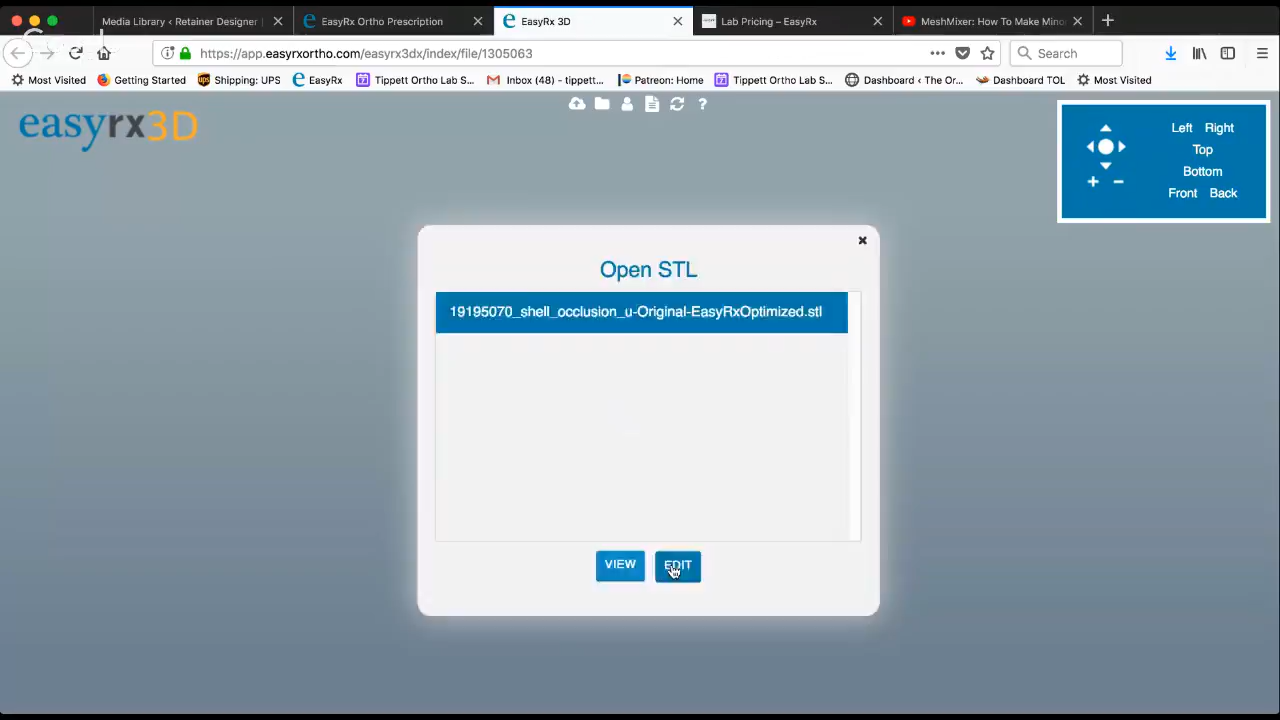 Media Library ‹ Retainer Designer
EasyRx Ortho Prescription
EasyRx 3D
Lab Pricing – EasyRx
MeshMixer: How To Make Mino
https://app.easyrxortho.com/easyrx3dx/index/file/1305063
Search
Most Visited
Getting Started
Shipping: UPS
EasyRx
Tippett Ortho Lab S...
Inbox (48) – tippett...
Patreon: Home
Tippett Ortho Lab S...
Dashboard ‹ The Or...
Dashboard TOL
Most Visited
easyrx3D
Left Right
Top
Bottom
Front Back
Open STL
19195070_shell_occlusion_u-Original-EasyRxOptimized.stl
VIEW
EDIT